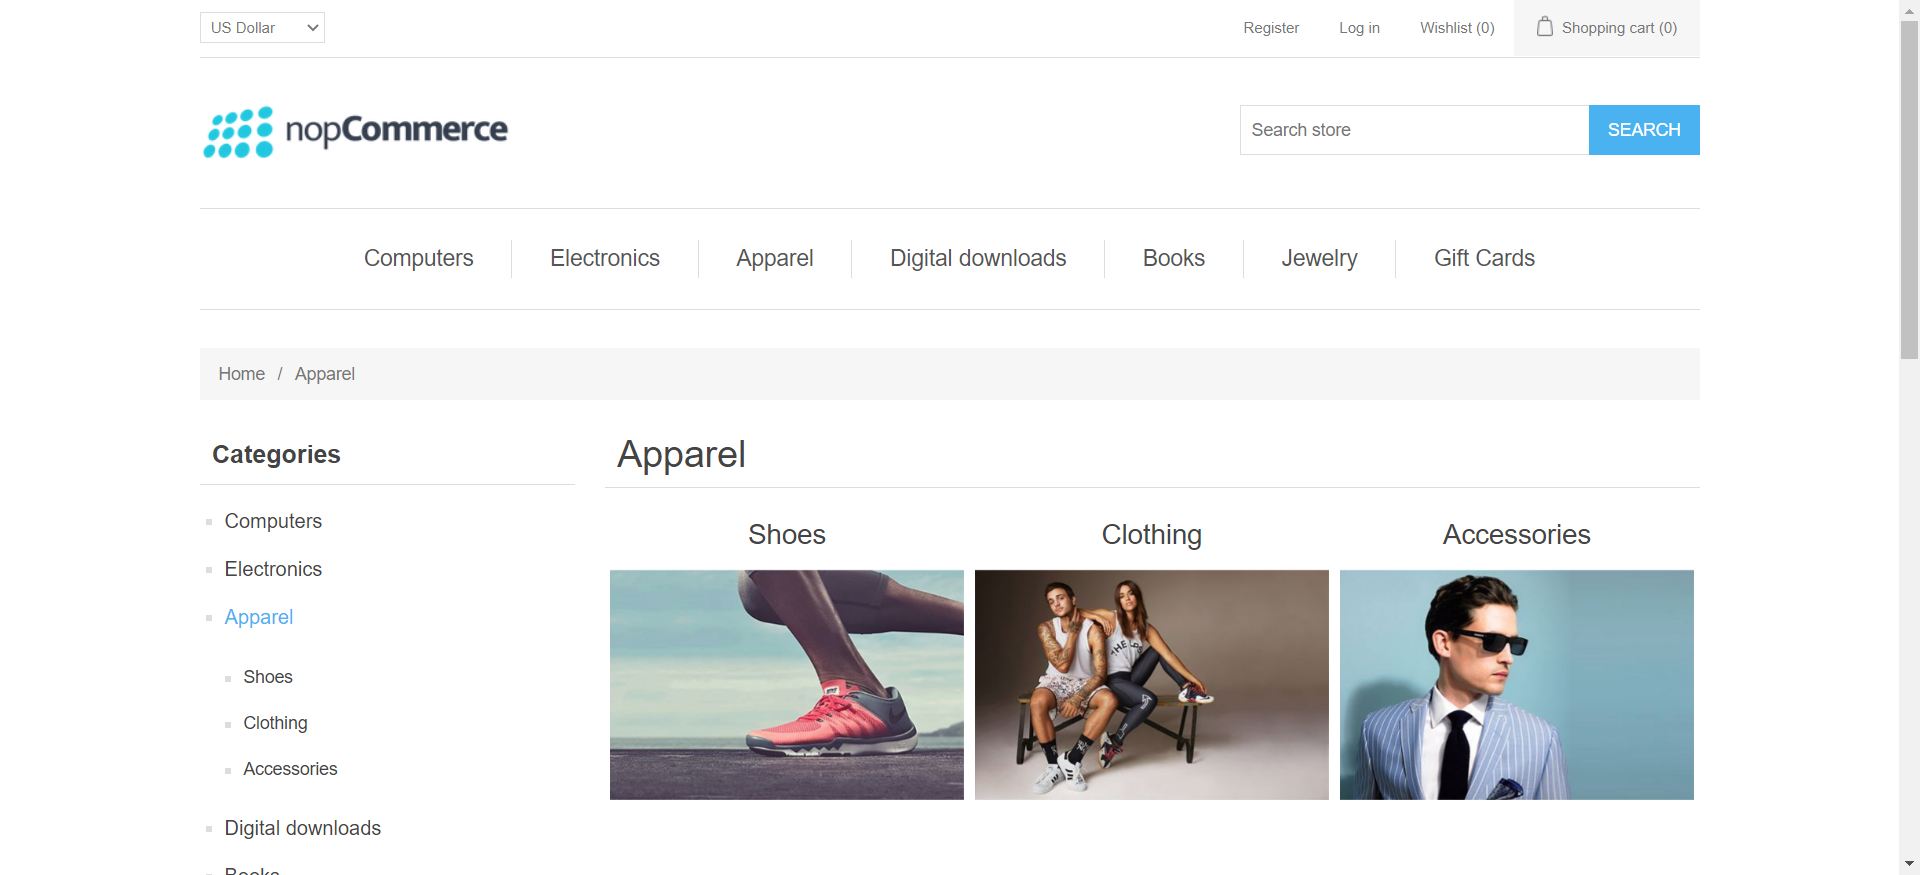 US Dollar
Register
Log in
Wishlist (0)
Shopping cart (0)
nopCommerce
Search store
SEARCH
Computers
Electronics
Apparel
Digital downloads
Books
Jewelry
Gift Cards
Home / Apparel
Categories
Computers
Electronics
Apparel
Shoes
Clothing
Accessories
Digital downloads
Books
Apparel
Shoes
Clothing
Accessories